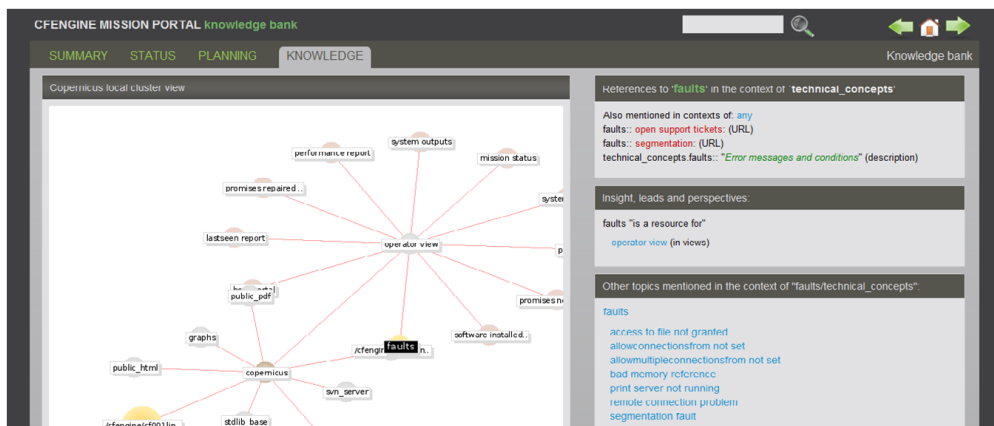 CFENGINE MISSION PORTAL knowledge bank
SUMMARY STATUS PLANNING KNOWLEDGE
Knowledge bank
Copernicus local cluster view
system outputs
performance report
mission status
promises repaired ..
lastseen report
operator view
public_pdf
software installed..
faults
graphs
public_html
copernicus
svn_server
stdlib_base
References to 'faults' in the context of `technical_concepts'
Also mentioned in contexts of: any
faults:: open support tickets: (URL)
faults:: segmentation: (URL)
technical_concepts.faults:: "Error messages and conditions" (description)
Insight, leads and perspectives:
faults "is a resource for"
operator view (in views)
Other topics mentioned in the context of "faults/technical_concepts":
faults
access to file not granted
allowconnectionsfrom not set
allowmultipleconnectionsfrom not set
bad memory reference
print server not running
remote connection problem
segmentation fault